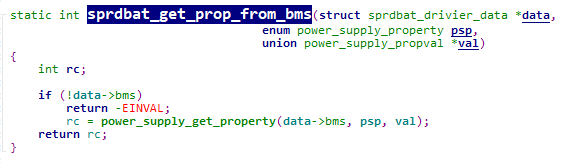 static int sprdbat_get_prop_from_bms(struct sprdbat_drivier_data *data,
enum power_supply_property psp,
union power_supply_propval *val)
{
int rc;
if (!data->bms)
return -EINVAL;
rc = power_supply_get_property(data->bms, psp, val);
return rc;
}